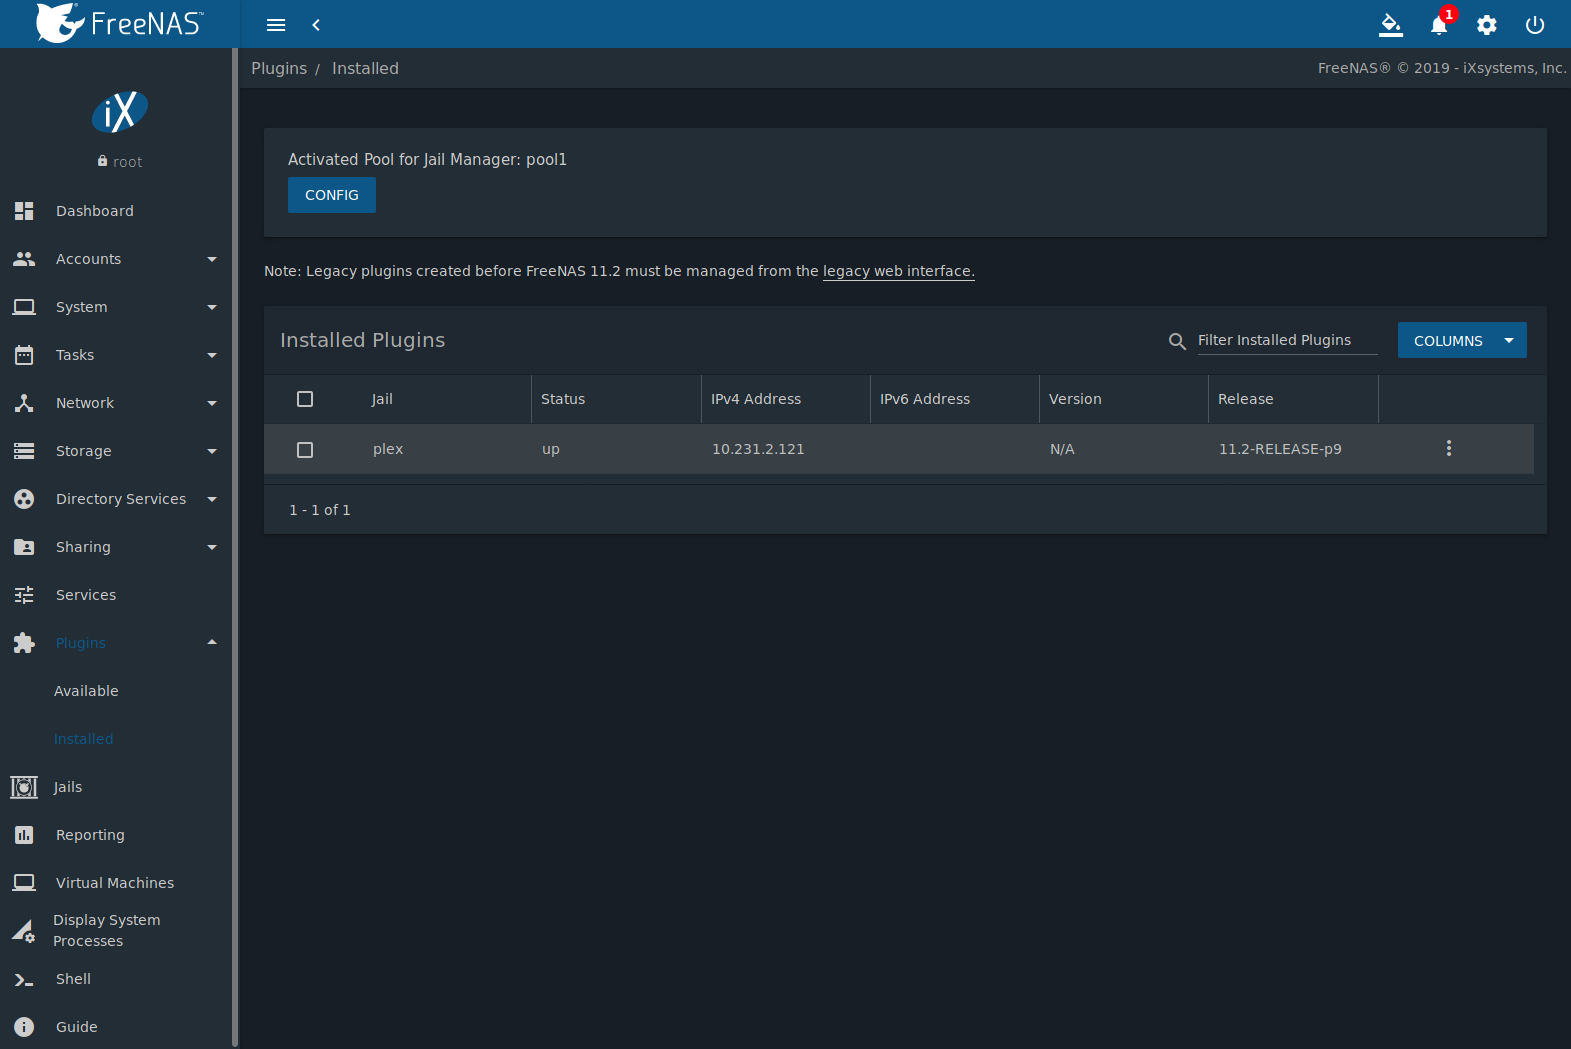 FreeNAS™
1
Plugins / Installed
FreeNAS® © 2019 - iXsystems, Inc.
iX
root
Dashboard
Accounts
System
Tasks
Network
Storage
Directory Services
Sharing
Services
Plugins
Available
Installed
Jails
Reporting
Virtual Machines
Display System
Processes
Shell
Guide
Activated Pool for Jail Manager: pool1
CONFIG
Note: Legacy plugins created before FreeNAS 11.2 must be managed from the legacy web interface.
Installed Plugins
Filter Installed Plugins
COLUMNS
Jail Status IPv4 Address IPv6 Address Version Release
plex up 10.231.2.121 N/A 11.2-RELEASE-p9
1 - 1 of 1